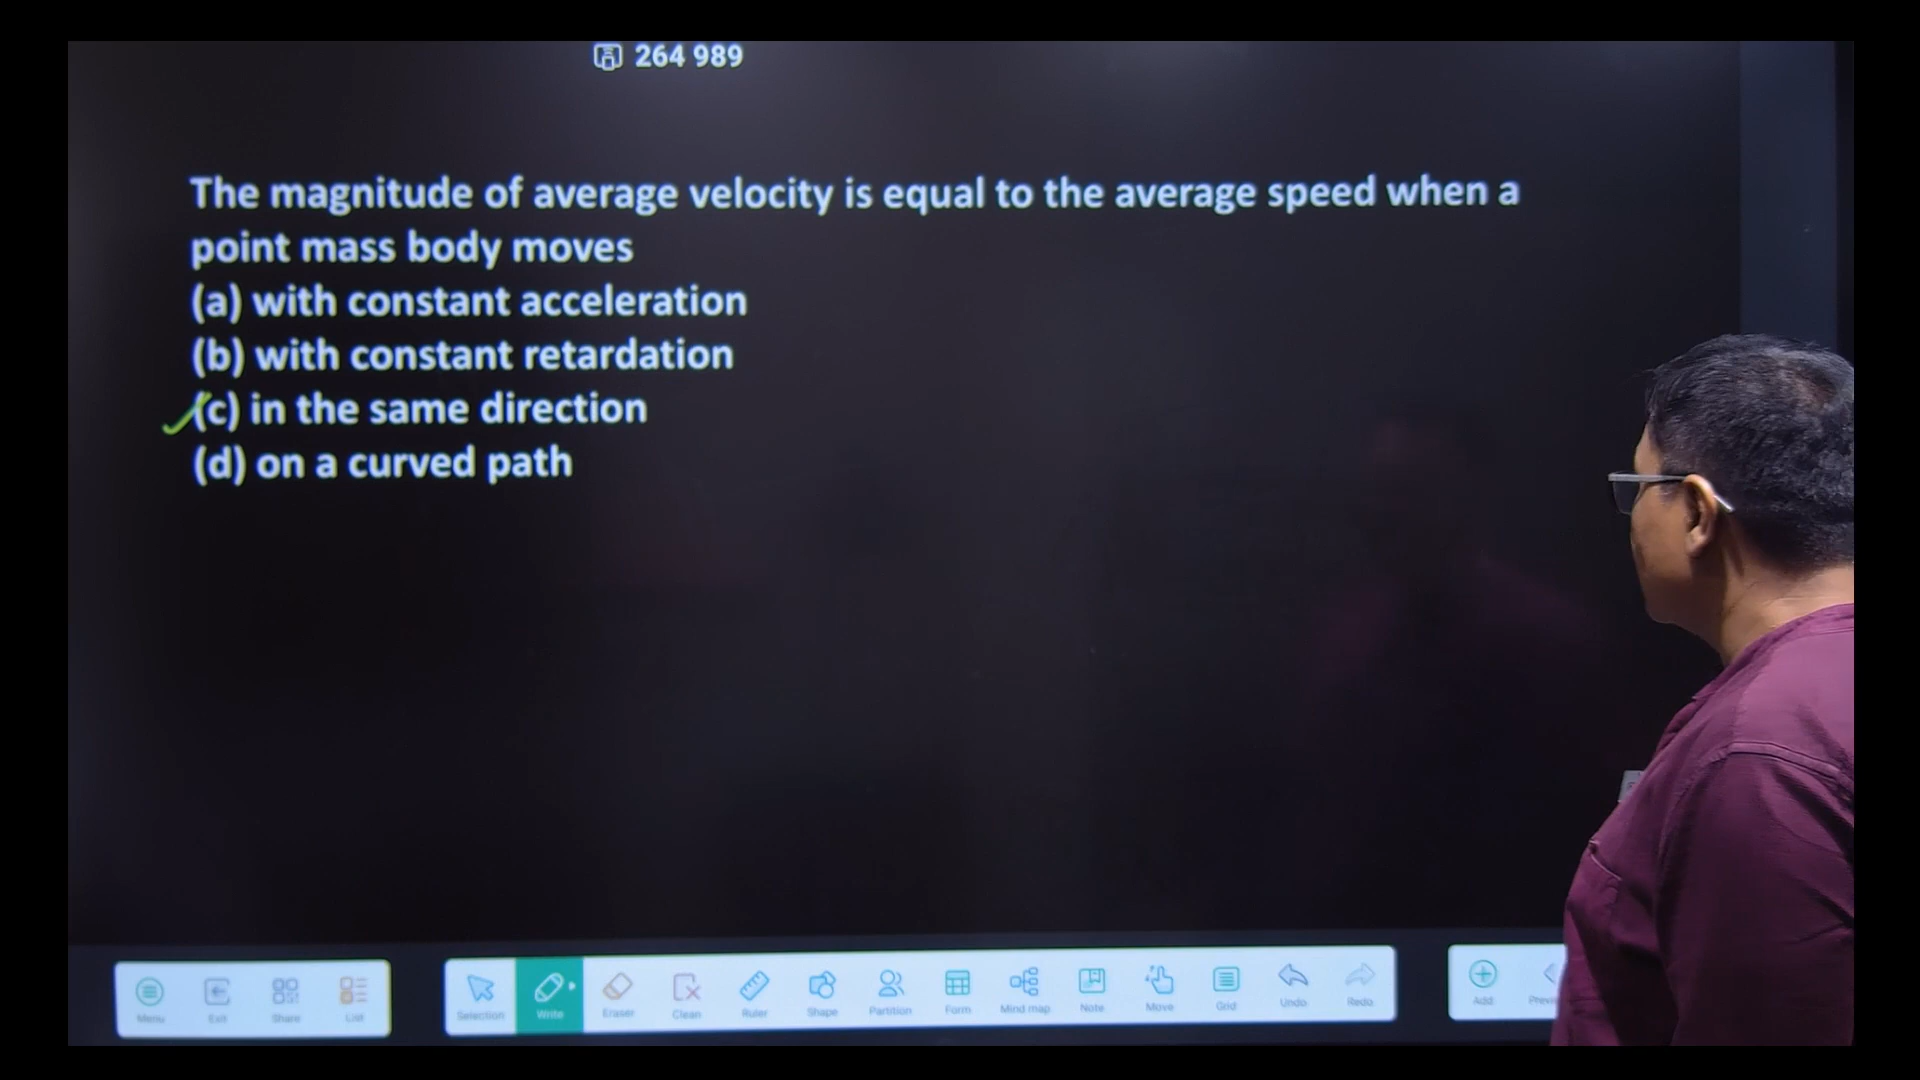 264 989
The magnitude of average velocity is equal to the average speed when a
point mass body moves
(a) with constant acceleration
(b) with constant retardation
(c) in the same direction
(d) on a curved path
Menu Exit Share List Selection Write Eraser Clean Ruler Shape Partition Form Mind map Note Move Grid Undo Redo Add